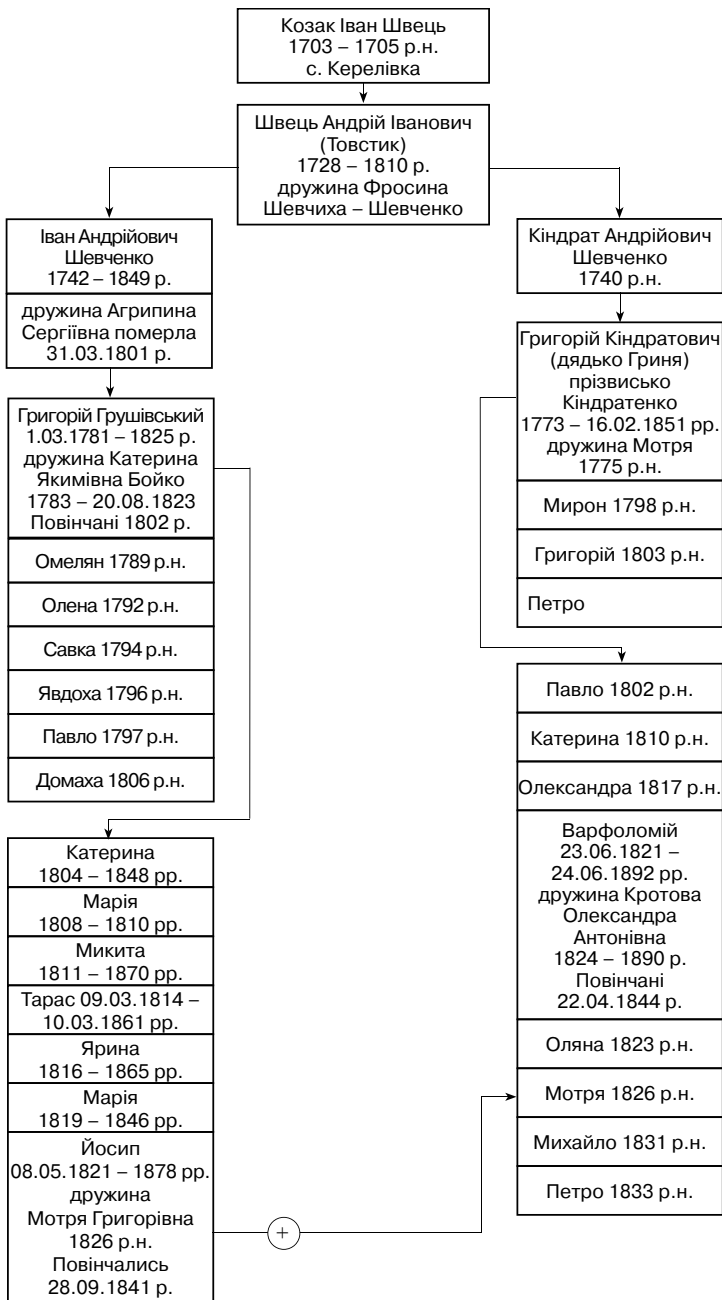 Козак Іван Швець
1703 – 1705 р.н.
с. Керелівка
Швець Андрій Іванович
(Товстик)
1728 – 1810 р.
дружина Фросина
Шевчиха – Шевченко
Іван Андрійович
Шевченко
1742 – 1849 р.
дружина Агрипина
Сергіївна померла
31.03.1801 р.
Григорій Грушівський
1.03.1781 – 1825 р.
дружина Катерина
Якимівна Бойко
1783 – 20.08.1823
Повінчані 1802 р.
Омелян 1789 р.н.
Олена 1792 р.н.
Савка 1794 р.н.
Явдоха 1796 р.н.
Павло 1797 р.н.
Домаха 1806 р.н.
Катерина
1804 – 1848 рр.
Марія
1808 – 1810 рр.
Микита
1811 – 1870 рр.
Тарас 09.03.1814 –
10.03.1861 рр.
Ярина
1816 – 1865 рр.
Марія
1819 – 1846 рр.
Йосип
08.05.1821 – 1878 рр.
дружина
Мотря Григорівна
1826 р.н.
Повінчались
28.09.1841 р.
+
Кіндрат Андрійович
Шевченко
1740 р.н.
Григорій Кіндратович
(дядько Гриня)
прізвисько
Кіндратенко
1773 – 16.02.1851 рр.
дружина Мотря
1775 р.н.
Мирон 1798 р.н.
Григорій 1803 р.н.
Петро
Павло 1802 р.н.
Катерина 1810 р.н.
Олександра 1817 р.н.
Варфоломій
23.06.1821 –
24.06.1892 рр.
дружина Кротова
Олександра
Антонівна
1824 – 1890 р.
Повінчані
22.04.1844 р.
Оляна 1823 р.н.
Мотря 1826 р.н.
Михайло 1831 р.н.
Петро 1833 р.н.